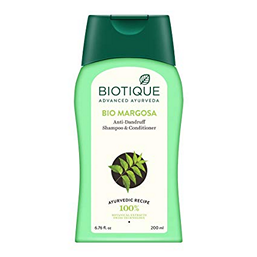 BIOTIQUE
ADVANCED AYURVEDA
BIO MARGOSA
Anti-Dandruff
Shampoo & Conditioner
AYURVEDIC RECIPE
100%
6.76 fl oz
200 ml